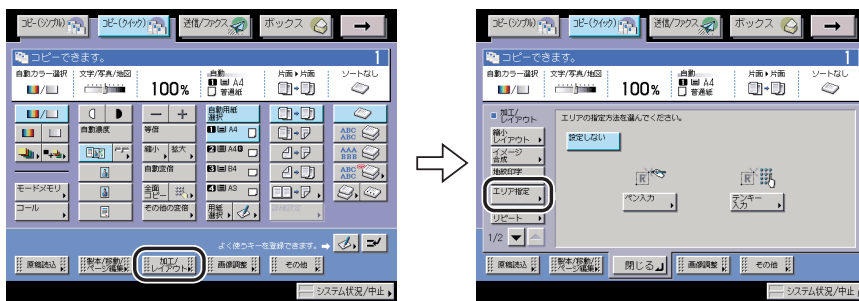 コピー(シンプル)
コピー(クイック)
送信/ファクス
ボックス
コピーできます。
1
自動カラー選択
文字/写真/地図
100%
自動
1 A4
普通紙
片面▶片面
ソートなし
自動濃度
等倍
自動用紙
選択
1 A4
縮小
拡大
2 A4
自動変倍
3 B4
モードメモリ
全面
コピー
4 A3
コール
その他の変倍
用紙
選択
ABC
ABC
AAA
BBB
ABC
ABC
よく使うキーを登録できます。
原稿読込
製本/移動/
ページ編集
加工/
レイアウト
画像調整
その他
システム状況/中止
コピー(シンプル)
コピー(クイック)
送信/ファクス
ボックス
コピーできます。
1
自動カラー選択
文字/写真/地図
100%
自動
1 A4
普通紙
片面▶片面
ソートなし
加工/
レイアウト
エリアの指定方法を選んでください。
縮小
レイアウト
設定しない
イメージ
合成
地紋印字
エリア指定
ペン入力
テンキー
入力
リピート
1/2
原稿読込
製本/移動/
ページ編集
閉じる
画像調整
その他
システム状況/中止